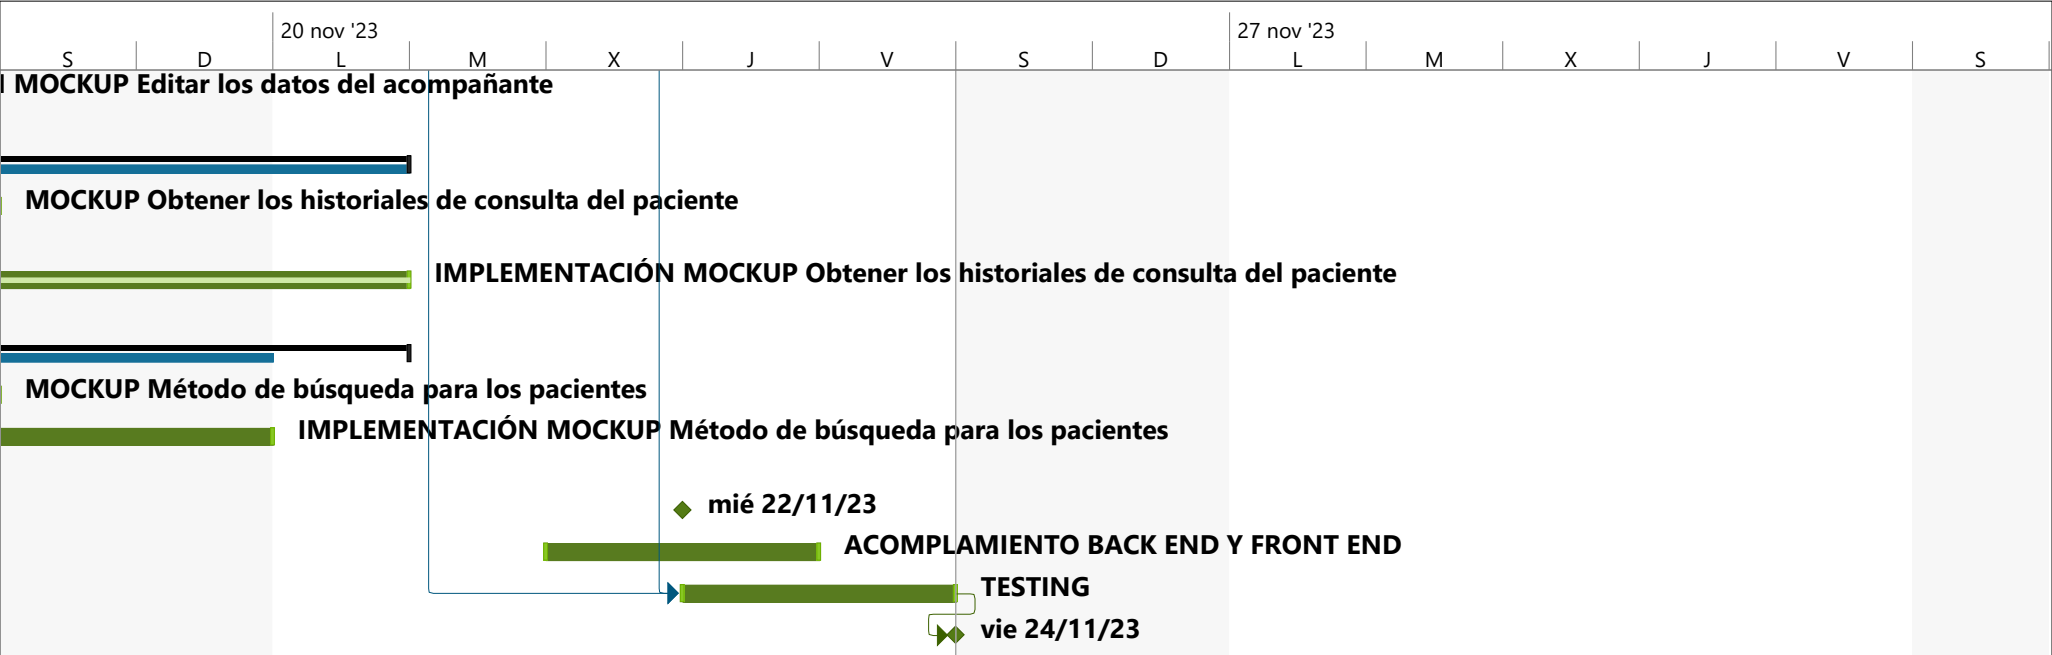 20 nov '23 27 nov '23
S D L M X J V S D L M X J V S
MOCKUP Editar los datos del acompañante
MOCKUP Obtener los historiales de consulta del paciente
IMPLEMENTACIÓN MOCKUP Obtener los historiales de consulta del paciente
MOCKUP Método de búsqueda para los pacientes
IMPLEMENTACIÓN MOCKUP Método de búsqueda para los pacientes
mié 22/11/23
ACOMPLAMIENTO BACK END Y FRONT END
TESTING
vie 24/11/23